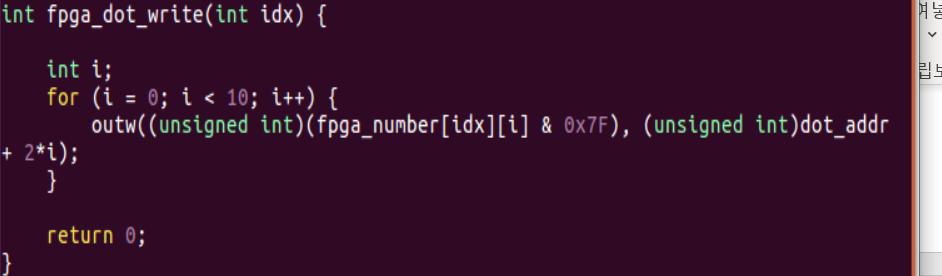 int fpga_dot_write(int idx) {
    int i;
    for (i = 0; i < 10; i++) {
        outw((unsigned int)(fpga_number[idx][i] & 0x7F), (unsigned int)dot_addr
+ 2*i);
    }
    return 0;
}